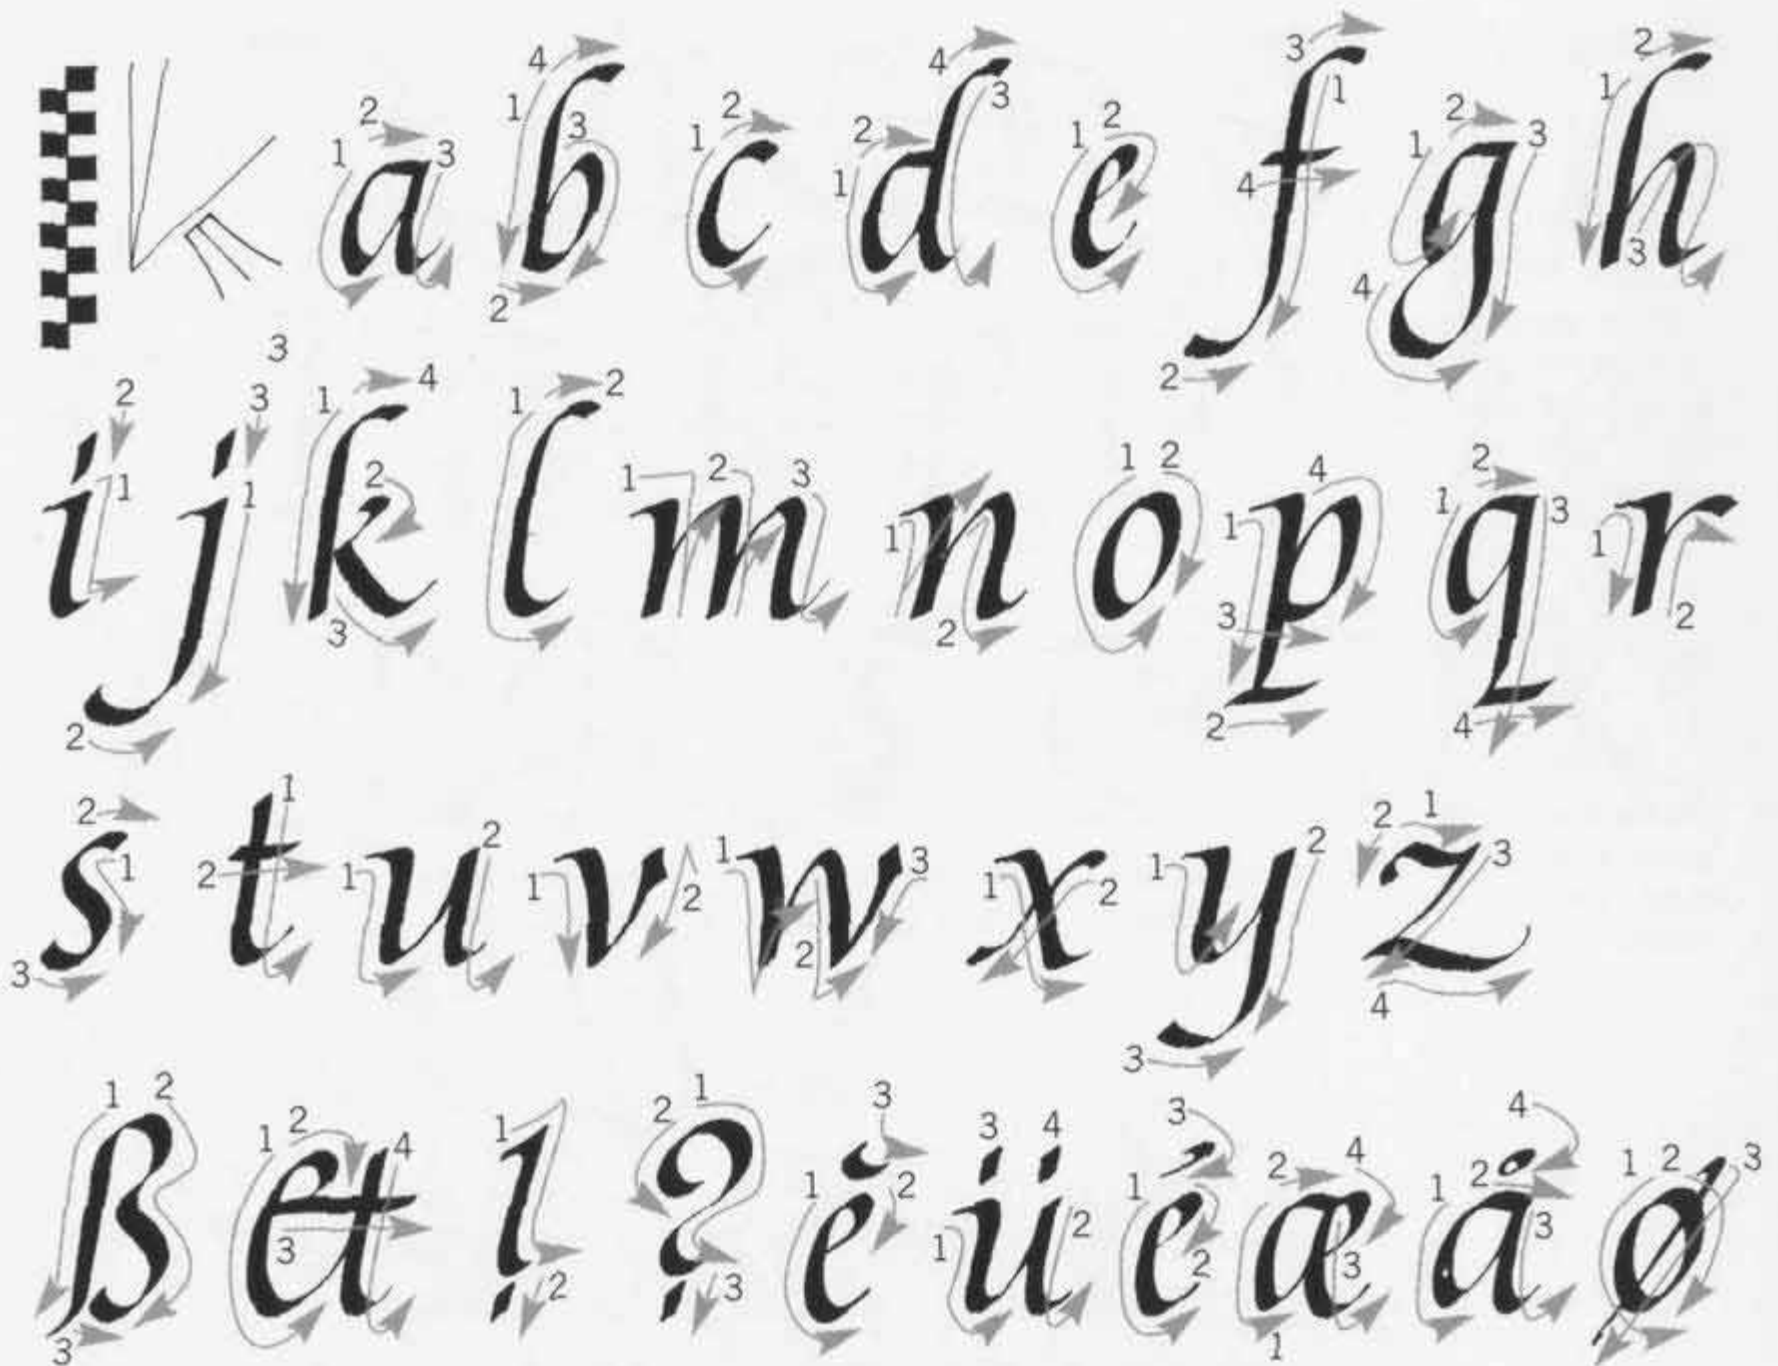 a b c d e f g h
i j k l m n o p q r
s t u v w x y z
ß & ! ? ĕ ü é æ å ø